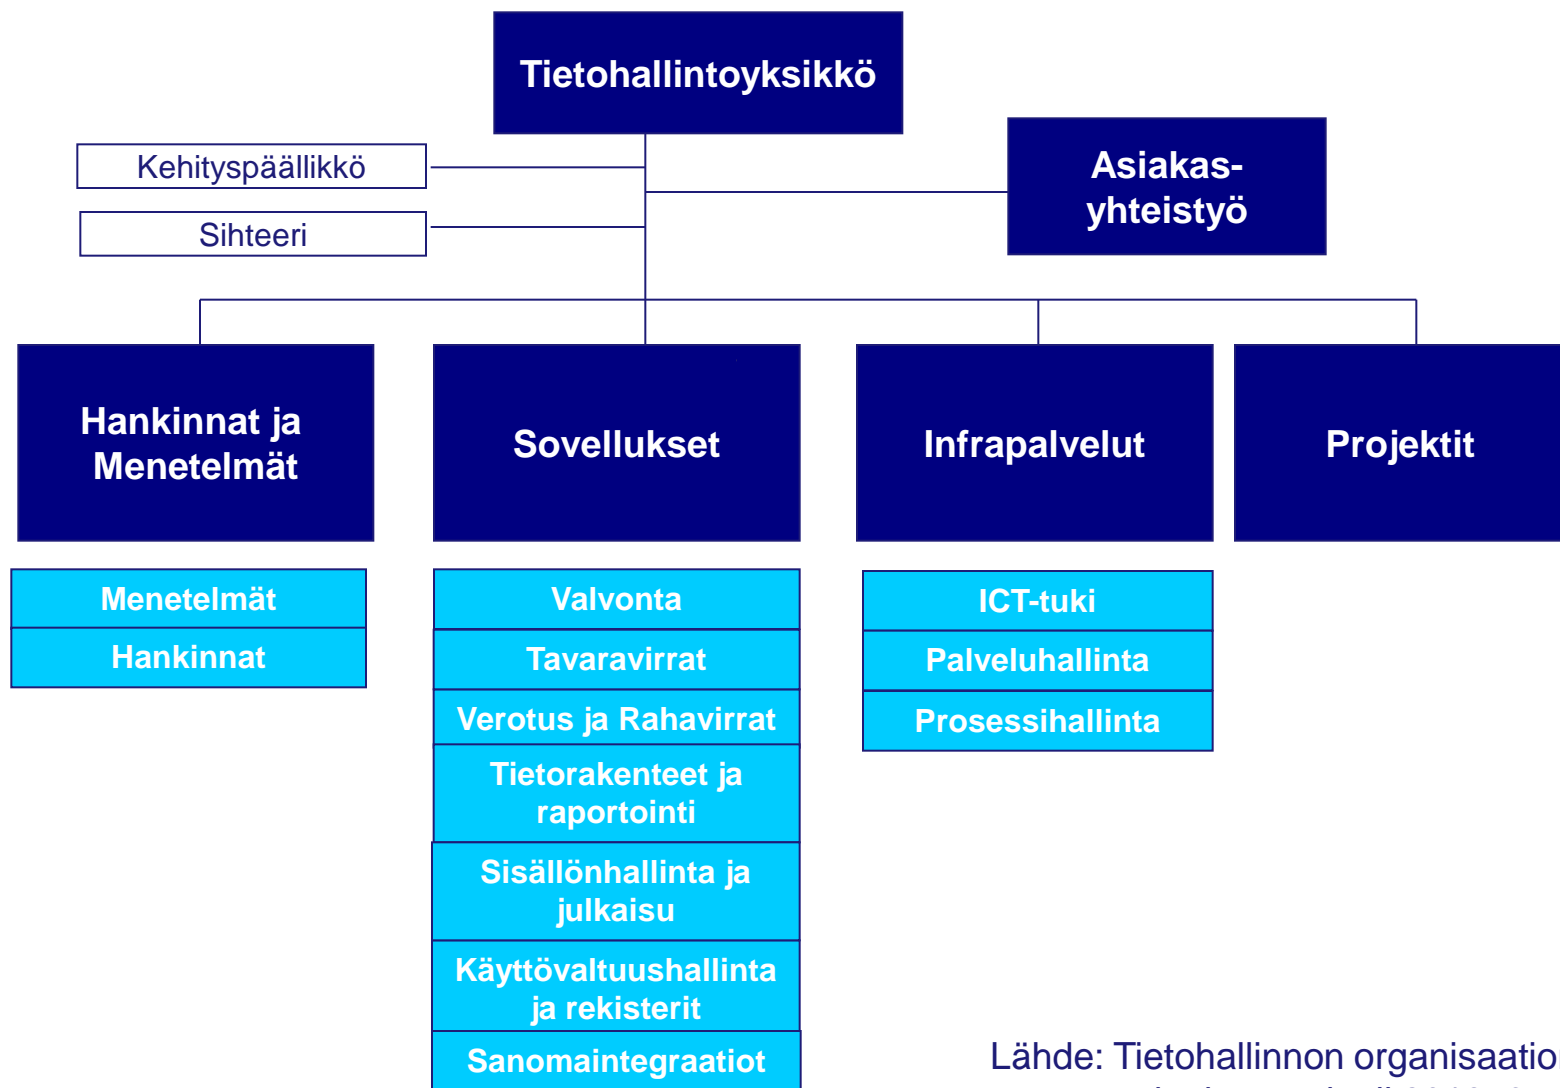 Tietohallintoyksikkö
Kehityspäällikkö
Sihteeri
Asiakas-
yhteistyö
Hankinnat ja
Menetelmät
Sovellukset
Infrapalvelut
Projektit
Menetelmät
Hankinnat
Valvonta
Tavaravirrat
Verotus ja Rahavirrat
Tietorakenteet ja
raportointi
Sisällönhallinta ja
julkaisu
Käyttövaltuushallinta
ja rekisterit
Sanomaintegraatiot
ICT-tuki
Palveluhallinta
Prosessihallinta
Lähde: Tietohallinnon